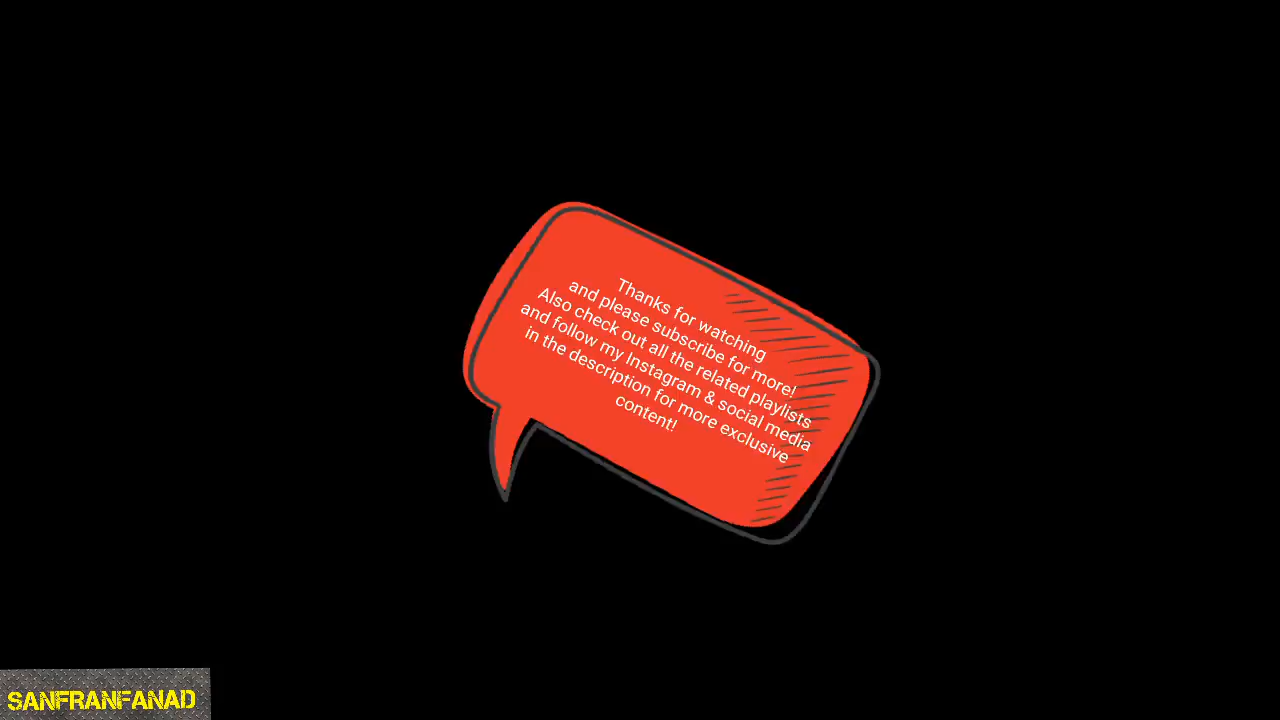 Thanks for watching
and please subscribe for more!
Also check out all the related playlists
and follow my Instagram & social media
in the description for more exclusive
content!
SANFRANFANAD